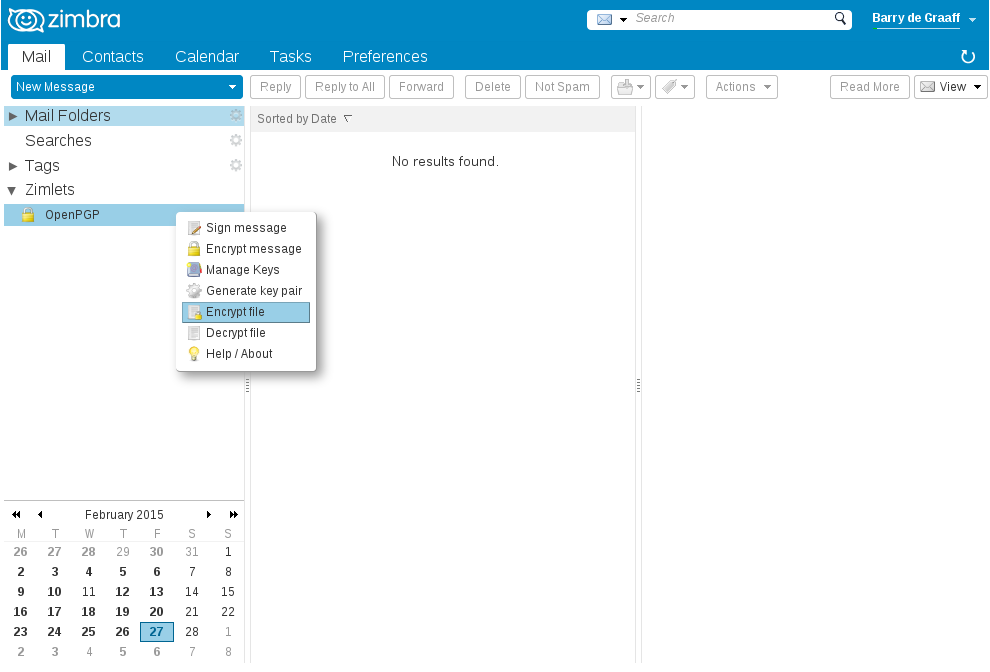 zimbra
Search
Barry de Graaff
Mail Contacts Calendar Tasks Preferences
New Message
Reply Reply to All Forward Delete Not Spam Actions Read More View
Mail Folders
Searches
Tags
Zimlets
OpenPGP
Sorted by Date
No results found.
Sign message
Encrypt message
Manage Keys
Generate key pair
Encrypt file
Decrypt file
Help / About
February 2015
M T W T F S S
26 27 28 29 30 31 1
2 3 4 5 6 7 8
9 10 11 12 13 14 15
16 17 18 19 20 21 22
23 24 25 26 27 28 1
2 3 4 5 6 7 8